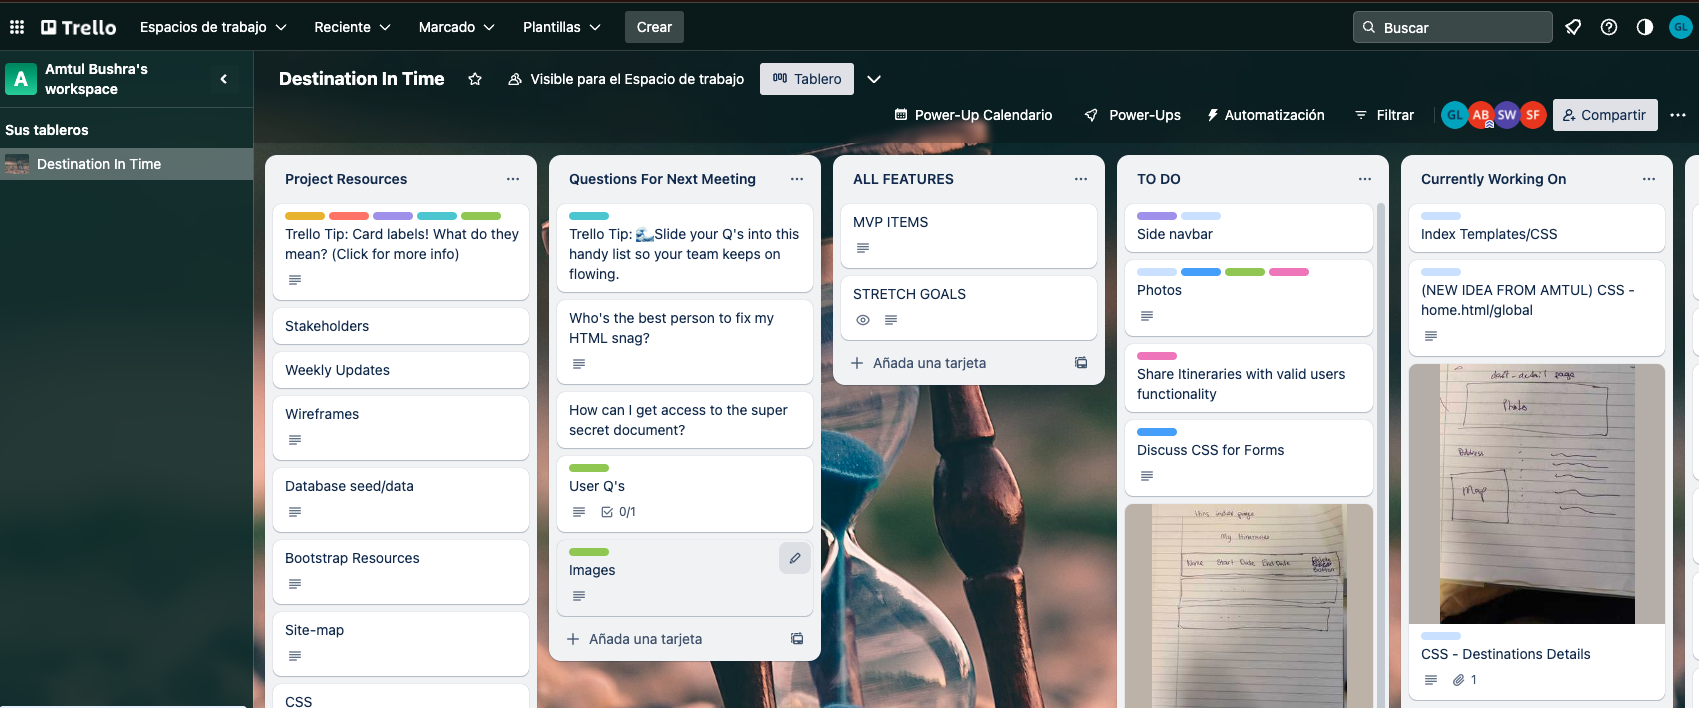 Trello
Espacios de trabajo
Reciente
Marcado
Plantillas
Crear
Buscar
GL
A
Amtul Bushra's
workspace
Sus tableros
Destination In Time
Destination In Time
Visible para el Espacio de trabajo
Tablero
Power-Up Calendario
Power-Ups
Automatización
Filtrar
GL
AB
SW
SF
Compartir
Project Resources
Trello Tip: Card labels! What do they
mean? (Click for more info)
Stakeholders
Weekly Updates
Wireframes
Database seed/data
Bootstrap Resources
Site-map
CSS
Questions For Next Meeting
Trello Tip: 🌊Slide your Q's into this
handy list so your team keeps on
flowing.
Who's the best person to fix my
HTML snag?
How can I get access to the super
secret document?
User Q's
0/1
Images
Añada una tarjeta
ALL FEATURES
MVP ITEMS
STRETCH GOALS
Añada una tarjeta
TO DO
Side navbar
Photos
Share Itineraries with valid users
functionality
Discuss CSS for Forms
Itins index page
My Itineraries
Name Start Date End Date
Currently Working On
Index Templates/CSS
(NEW IDEA FROM AMTUL) CSS -
home.html/global
Photo
Address
Map
CSS - Destinations Details
1